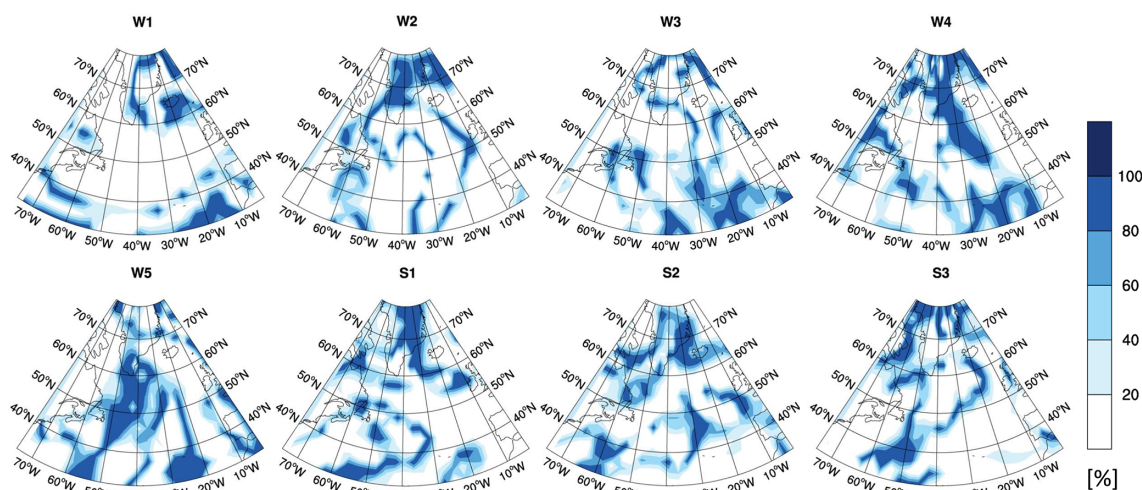 W1 W2 W3 W4
70°N 70°N 70°N 70°N 70°N 70°N 70°N 70°N
60°N 60°N 60°N 60°N 60°N 60°N 60°N 60°N
50°N 50°N 50°N 50°N 50°N 50°N 50°N 50°N
40°N 40°N 40°N 40°N 40°N 40°N 40°N 40°N
70°W 60°W 50°W 40°W 30°W 20°W 10°W 70°W 60°W 50°W 40°W 30°W 20°W 10°W 70°W 60°W 50°W 40°W 30°W 20°W 10°W 70°W 60°W 50°W 40°W 30°W 20°W 10°W
W5 S1 S2 S3
70°N 70°N 70°N 70°N 70°N 70°N 70°N 70°N
60°N 60°N 60°N 60°N 60°N 60°N 60°N 60°N
50°N 50°N 50°N 50°N 50°N 50°N 50°N 50°N
40°N 40°N 40°N 40°N 40°N 40°N 40°N 40°N
70°W 60°W 20°W 10°W 70°W 60°W 20°W 10°W 70°W 60°W 20°W 10°W 70°W 60°W 20°W 10°W
100
80
60
40
20
[%]